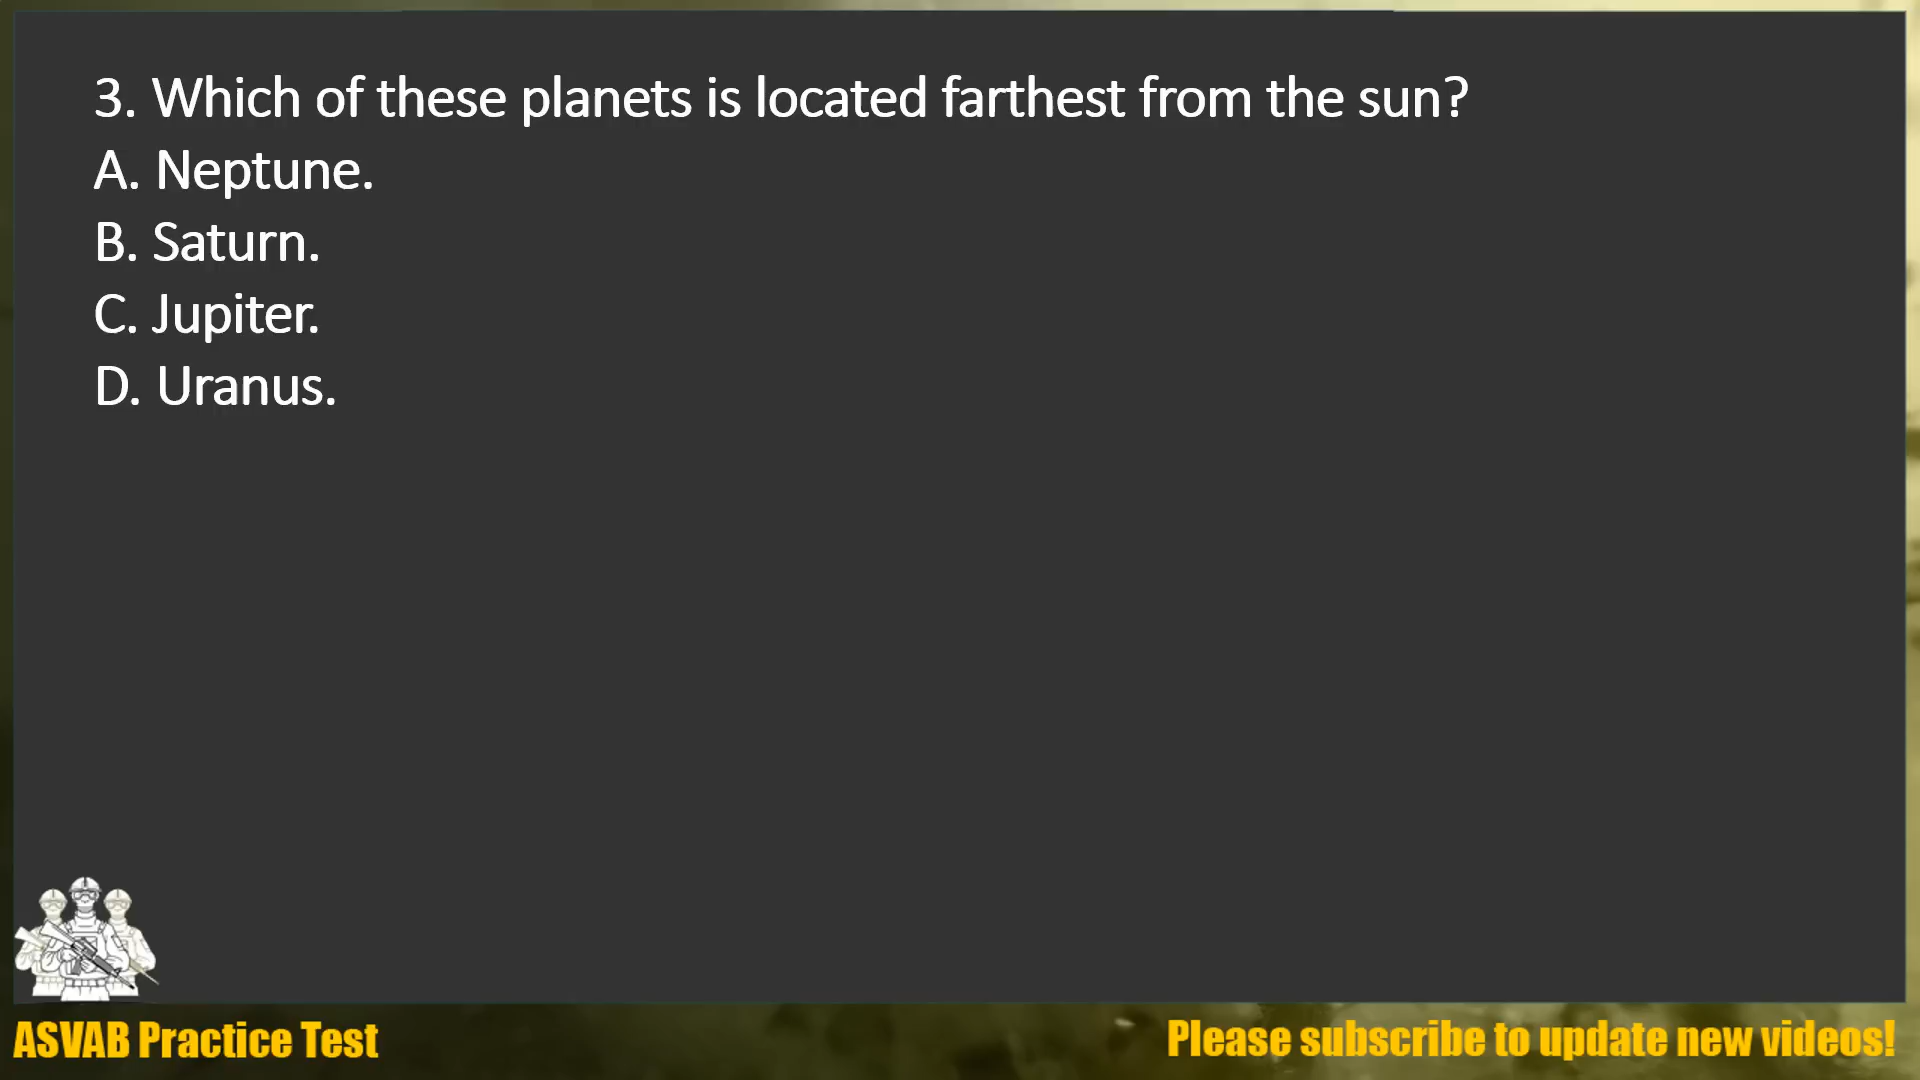 3. Which of these planets is located farthest from the sun?
A. Neptune.
B. Saturn.
C. Jupiter.
D. Uranus.
ASVAB Practice Test
Please subscribe to update new videos!